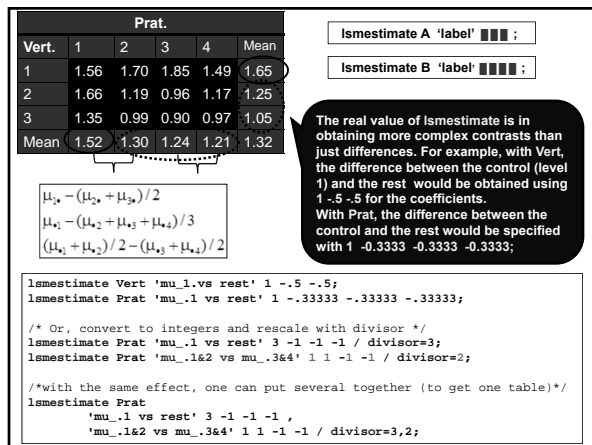 Prat.
Vert. 1 2 3 4 Mean
1 1.56 1.70 1.85 1.49 1.65
2 1.66 1.19 0.96 1.17 1.25
3 1.35 0.99 0.90 0.97 1.05
Mean 1.52 1.30 1.24 1.21 1.32
lsmestimate A ‘label’ ;
lsmestimate B ‘label’ ;
The real value of lsmestimate is in
obtaining more complex contrasts than
just differences. For example, with Vert,
the difference between the control (level
1) and the rest would be obtained using
1 -.5 -.5 for the coefficients.
With Prat, the difference between the
control and the rest would be specified
with 1 -0.3333 -0.3333 -0.3333;
μ1• − (μ2• + μ3•)/2
μ•1 − (μ•2 + μ•3 + μ•4)/3
(μ•1 + μ•2)/2 − (μ•3 + μ•4)/2
lsmestimate Vert 'mu_1.vs rest' 1 -.5 -.5;
lsmestimate Prat 'mu_.1 vs rest' 1 -.33333 -.33333 -.33333;
/* Or, convert to integers and rescale with divisor */
lsmestimate Prat 'mu_.1 vs rest' 3 -1 -1 -1 / divisor=3;
lsmestimate Prat 'mu_.1&2 vs mu_.3&4' 1 1 -1 -1 / divisor=2;
/*with the same effect, one can put several together (to get one table)*/
lsmestimate Prat
'mu_.1 vs rest' 3 -1 -1 -1 ,
'mu_.1&2 vs mu_.3&4' 1 1 -1 -1 / divisor=3,2;